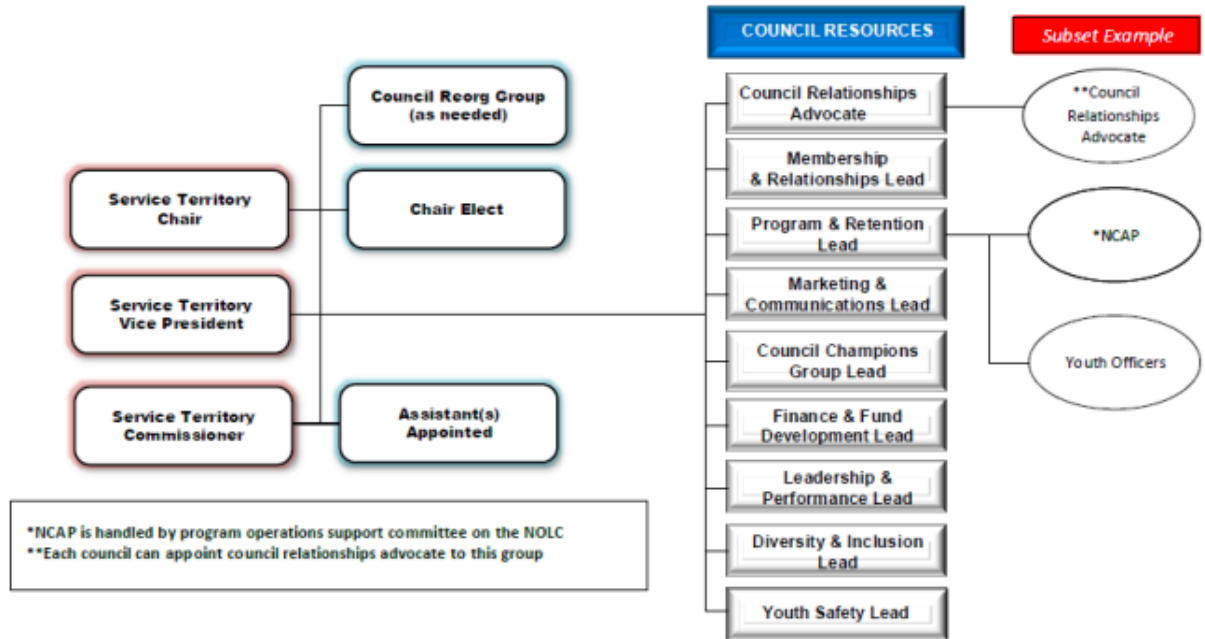 COUNCIL RESOURCES
Subset Example
Council Reorg Group
(as needed)
Service Territory
Chair
Chair Elect
Service Territory
Vice President
Service Territory
Commissioner
Assistant(s)
Appointed
Council Relationships
Advocate
Membership
& Relationships Lead
Program & Retention
Lead
Marketing &
Communications Lead
Council Champions
Group Lead
Finance & Fund
Development Lead
Leadership &
Performance Lead
Diversity & Inclusion
Lead
Youth Safety Lead
**Council
Relationships
Advocate
*NCAP
Youth Officers
*NCAP is handled by program operations support committee on the NOLC
**Each council can appoint council relationships advocate to this group